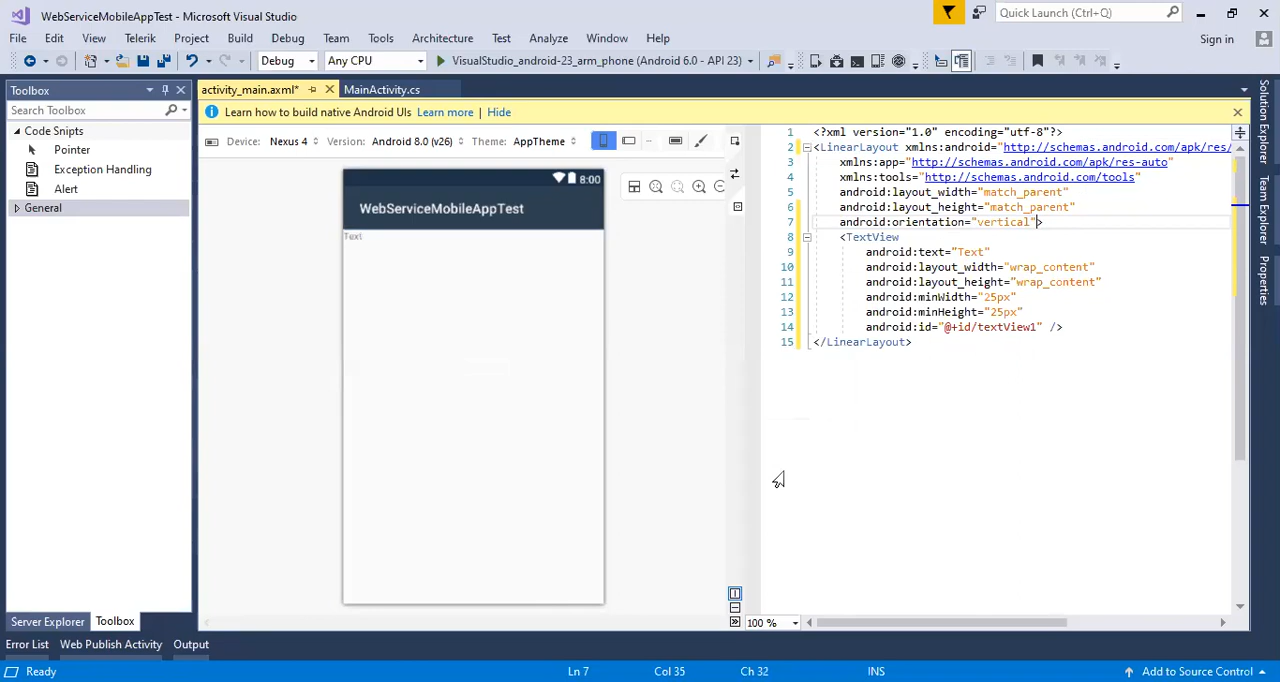 WebServiceMobileAppTest - Microsoft Visual Studio
Quick Launch (Ctrl+Q)
File Edit View Telerik Project Build Debug Team Tools Architecture Test Analyze Window Help
Sign in
Debug Any CPU VisualStudio_android-23_arm_phone (Android 6.0 - API 23)
Toolbox
activity_main.axml*
MainActivity.cs
Search Toolbox
Learn how to build native Android UIs Learn more | Hide
Code Snipts
Pointer
Exception Handling
Alert
General
Device: Nexus 4 Version: Android 8.0 (v26) Theme: AppTheme
8:00
WebServiceMobileAppTest
Text
1 <?xml version="1.0" encoding="utf-8"?>
2 <LinearLayout xmlns:android="http://schemas.android.com/apk/res/
3 xmlns:app="http://schemas.android.com/apk/res-auto"
4 xmlns:tools="http://schemas.android.com/tools"
5 android:layout_width="match_parent"
6 android:layout_height="match_parent"
7 android:orientation="vertical">
8 <TextView
9 android:text="Text"
10 android:layout_width="wrap_content"
11 android:layout_height="wrap_content"
12 android:minWidth="25px"
13 android:minHeight="25px"
14 android:id="@+id/textView1" />
15 </LinearLayout>
Solution Explorer
Team Explorer
Properties
100 %
Server Explorer Toolbox
Error List Web Publish Activity Output
Ready
Ln 7 Col 35 Ch 32 INS
Add to Source Control